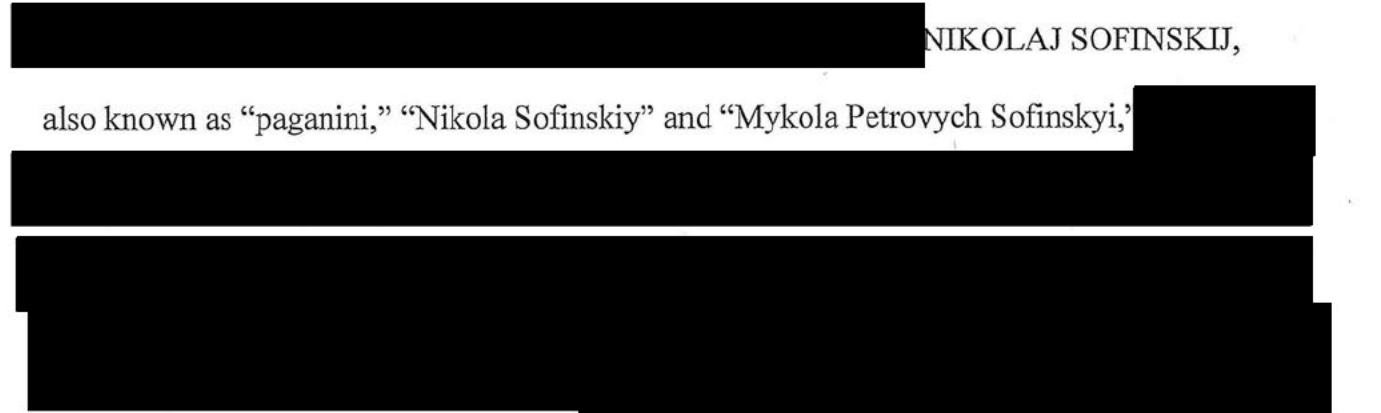 NIKOLAJ SOFINSKIJ,
also known as “paganini,” “Nikola Sofinskiy” and “Mykola Petrovych Sofinskyi,”